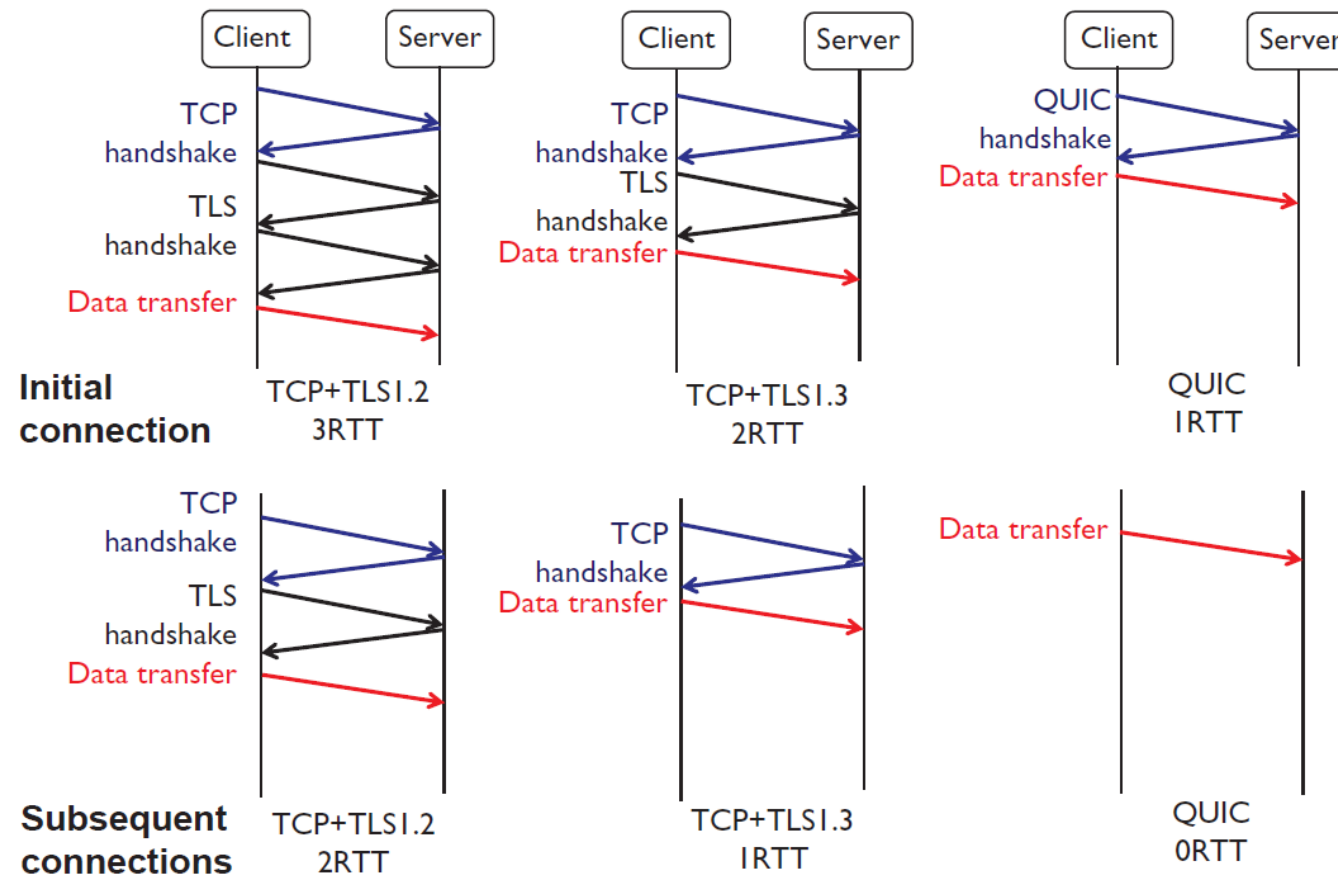 Client
Server
TCP
handshake
TLS
handshake
Data transfer
TCP+TLS1.2
3RTT
Client
Server
TCP
handshake
TLS
handshake
Data transfer
TCP+TLS1.3
2RTT
Client
Server
QUIC
handshake
Data transfer
QUIC
1RTT
Initial
connection
TCP
handshake
TLS
handshake
Data transfer
TCP+TLS1.2
2RTT
TCP
handshake
Data transfer
TCP+TLS1.3
1RTT
Data transfer
QUIC
0RTT
Subsequent
connections